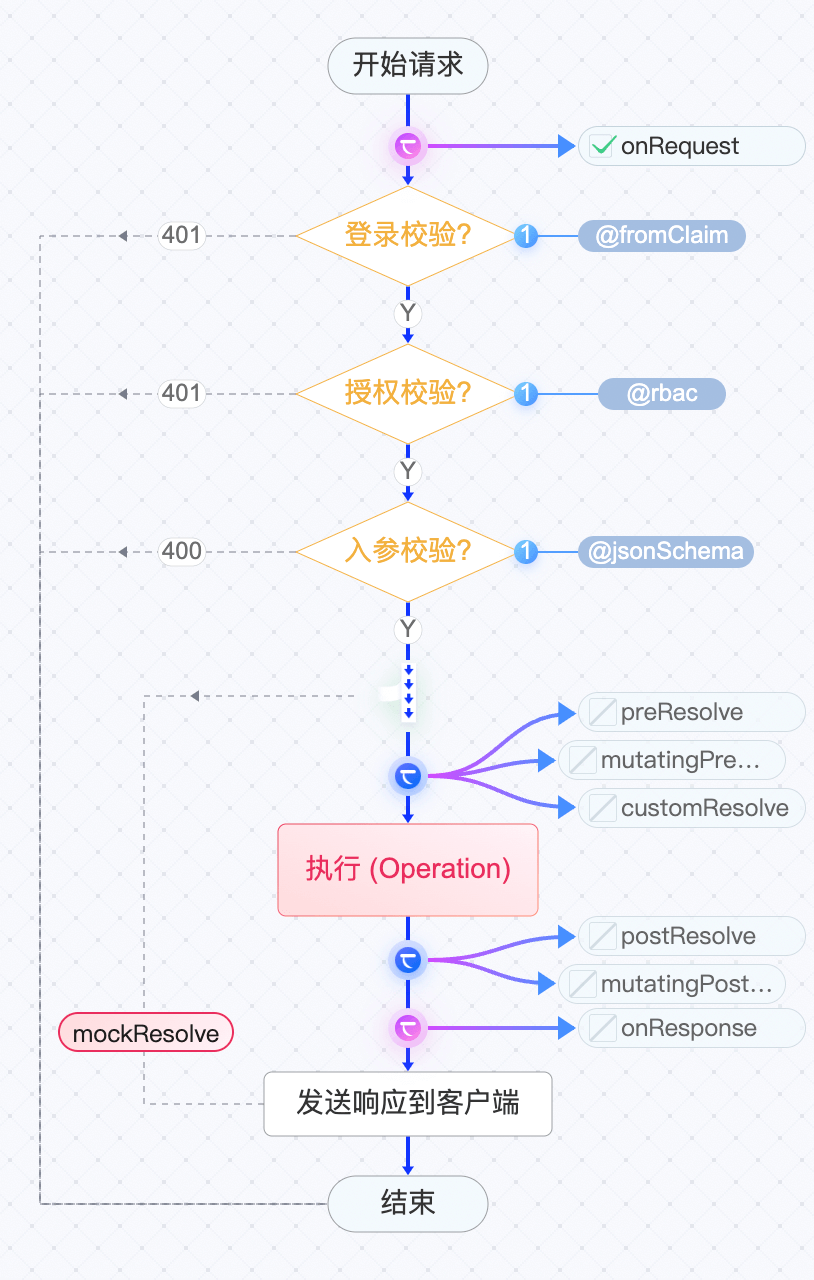 开始请求
onRequest
401
登录校验?
1
@fromClaim
Y
401
授权校验?
1
@rbac
Y
400
入参校验?
1
@jsonSchema
Y
preResolve
mutatingPre...
customResolve
执行 (Operation)
postResolve
mutatingPost...
onResponse
mockResolve
发送响应到客户端
结束